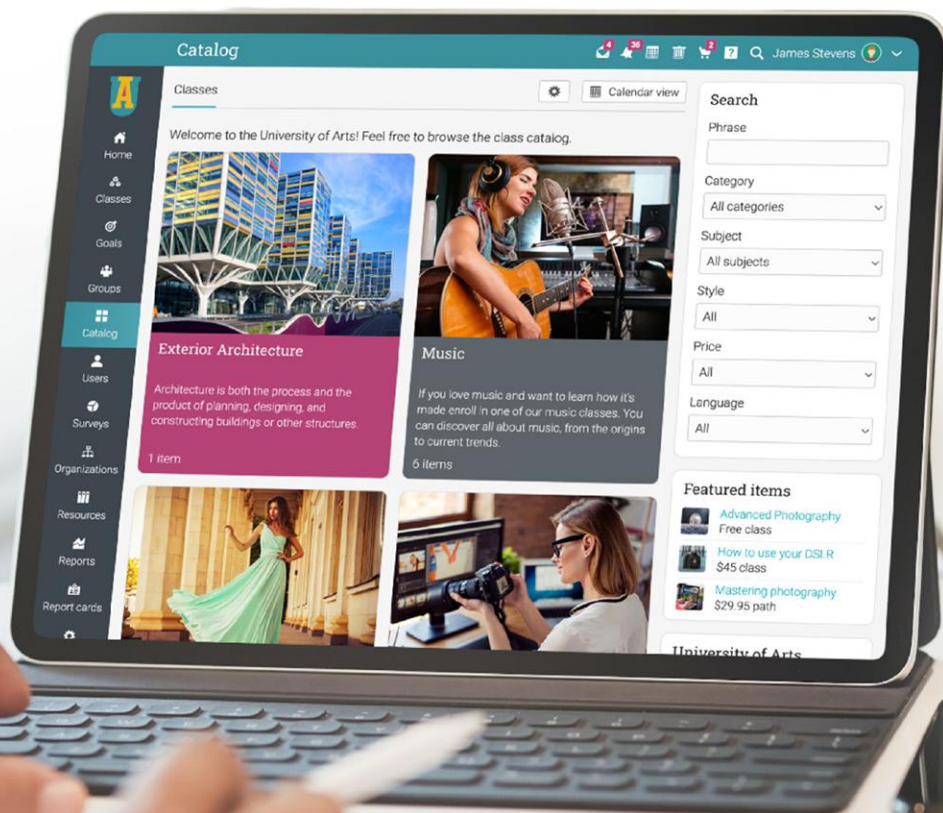 Catalog
4
36
2
?
James Stevens
A
Home
Classes
Goals
Groups
Catalog
Users
Surveys
Organizations
Resources
Reports
Report cards
Classes
Calendar view
Welcome to the University of Arts! Feel free to browse the class catalog.
Exterior Architecture
Architecture is both the process and the
product of planning, designing, and
constructing buildings or other structures.
1 item
Music
If you love music and want to learn how it's
made enroll in one of our music classes. You
can discover all about music, from the origins
to current trends.
6 items
Search
Phrase
Category
All categories
Subject
All subjects
Style
All
Price
All
Language
All
Featured items
Advanced Photography
Free class
How to use your DSLR
$45 class
Mastering photography
$29.95 path
University of Arts